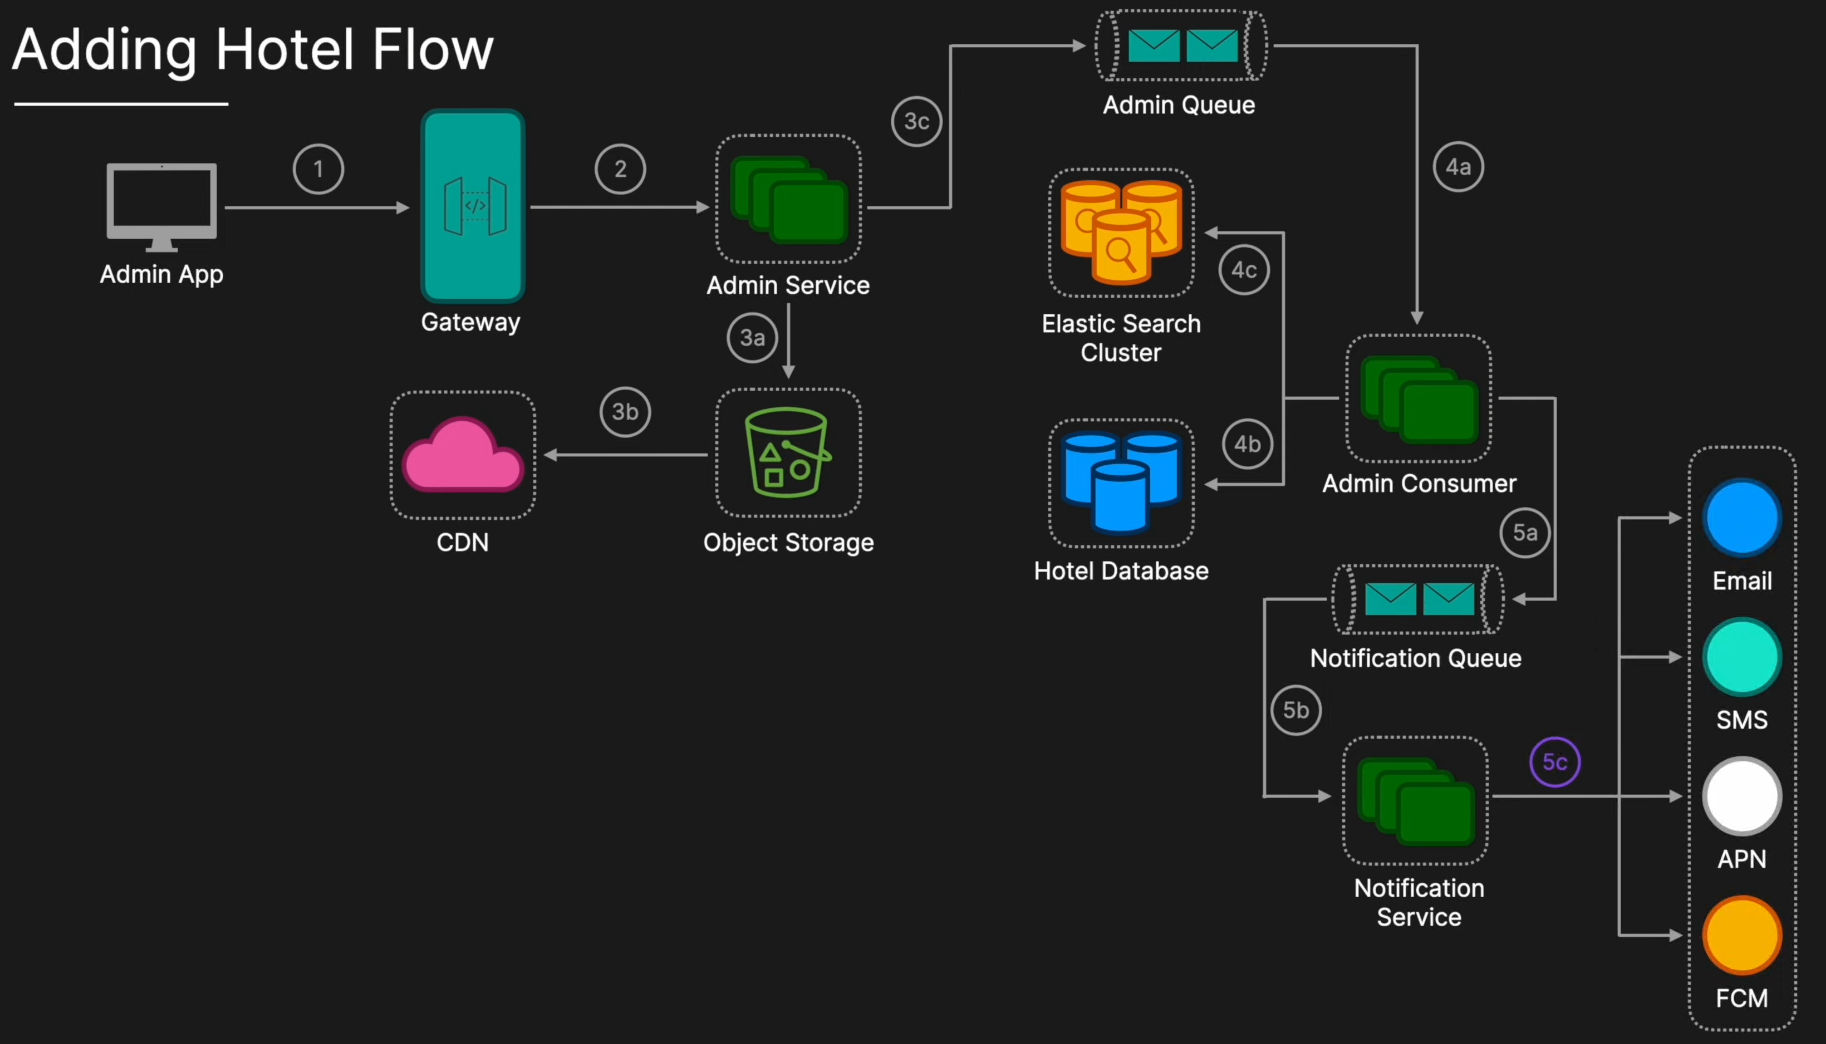 Adding Hotel Flow
1
Admin App
</>
Gateway
2
Admin Service
3a
Object Storage
3b
CDN
3c
Admin Queue
4a
Admin Consumer
4b
Hotel Database
4c
Elastic Search
Cluster
5a
Notification Queue
5b
Notification
Service
5c
Email
SMS
APN
FCM